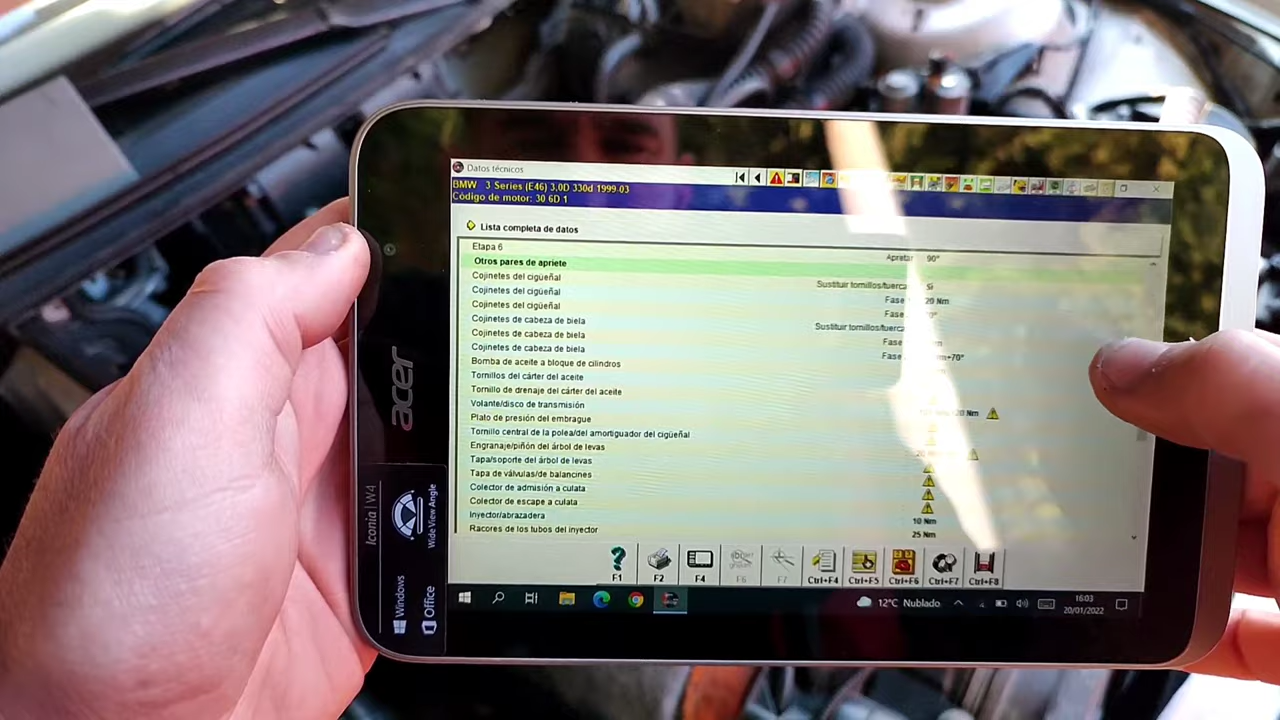 Datos técnicos
BMW 3 Series (E46) 3.0D 330d 1999-03
Código de motor: 30 6D 1
Lista completa de datos
Etapa 6 Apretar 90°
Otros pares de apriete
Cojinetes del cigüeñal Sustituir tornillos/tuerca Sí
Cojinetes del cigüeñal Fase 20 Nm
Cojinetes del cigüeñal Fase
Cojinetes de cabeza de biela Sustituir tornillos/tuerca
Cojinetes de cabeza de biela Fase
Cojinetes de cabeza de biela Fase +70°
Bomba de aceite a bloque de cilindros
Tornillos del cárter del aceite
Tornillo de drenaje del cárter del aceite
Volante/disco de transmisión
Plato de presión del embrague
Tornillo central de la polea/del amortiguador del cigüeñal
Engranaje/piñón del árbol de levas
Tapa/soporte del árbol de levas
Tapa de válvulas/de balancines
Colector de admisión a culata
Colector de escape a culata
Inyector/abrazadera 10 Nm
Racores de los tubos del inyector 25 Nm
F1 F2 F4 F6 F7 Ctrl+F4 Ctrl+F5 Ctrl+F6 Ctrl+F7 Ctrl+F8
12°C Nublado
16:03
20/01/2022
acer
Iconia | W4
Wide View Angle
Windows
Office